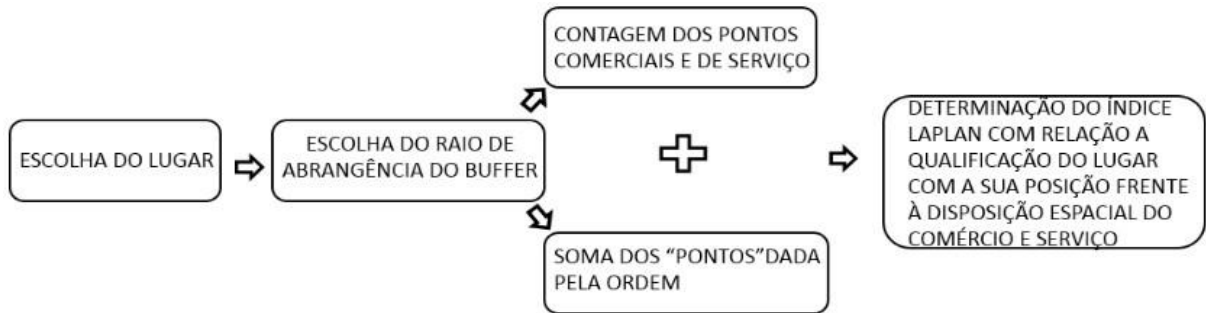 ESCOLHA DO LUGAR
ESCOLHA DO RAIO DE
ABRANGÊNCIA DO BUFFER
CONTAGEM DOS PONTOS
COMERCIAIS E DE SERVIÇO
SOMA DOS “PONTOS”DADA
PELA ORDEM
DETERMINAÇÃO DO ÍNDICE
LAPLAN COM RELAÇÃO A
QUALIFICAÇÃO DO LUGAR
COM A SUA POSIÇÃO FRENTE
À DISPOSIÇÃO ESPACIAL DO
COMÉRCIO E SERVIÇO